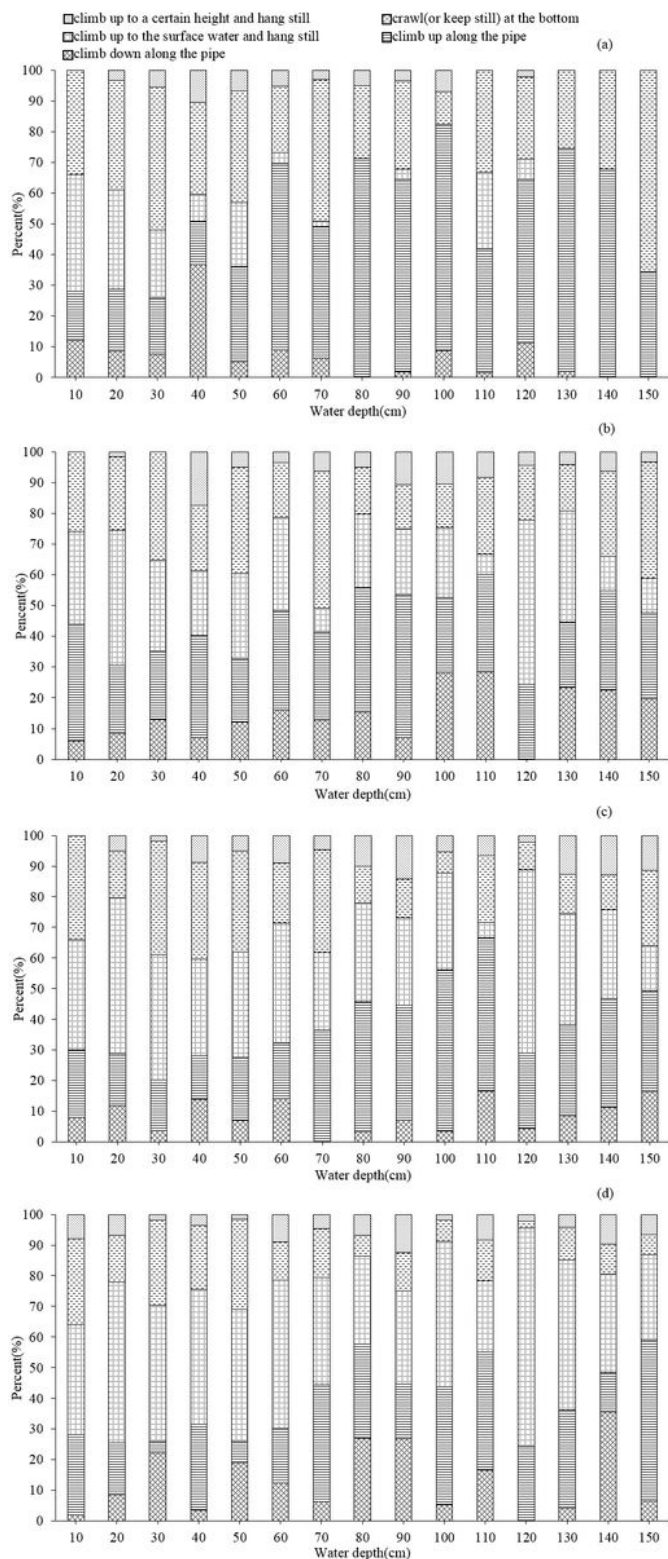 climb up to a certain height and hang still crawl(or keep still) at the bottom
climb up to the surface water and hang still climb up along the pipe
climb down along the pipe
(a)
100
90
80
70
60
50
40
30
20
10
0
Percent(%)
10 20 30 40 50 60 70 80 90 100 110 120 130 140 150
Water depth(cm)
(b)
100
90
80
70
60
50
40
30
20
10
0
Pencent(%)
10 20 30 40 50 60 70 80 90 100 110 120 130 140 150
Water depth(cm)
(c)
100
90
80
70
60
50
40
30
20
10
0
Percent(%)
10 20 30 40 50 60 70 80 90 100 110 120 130 140 150
Water depth(cm)
(d)
100
90
80
70
60
50
40
30
20
10
0
Percent(%)
10 20 30 40 50 60 70 80 90 100 110 120 130 140 150
Water depth(cm)